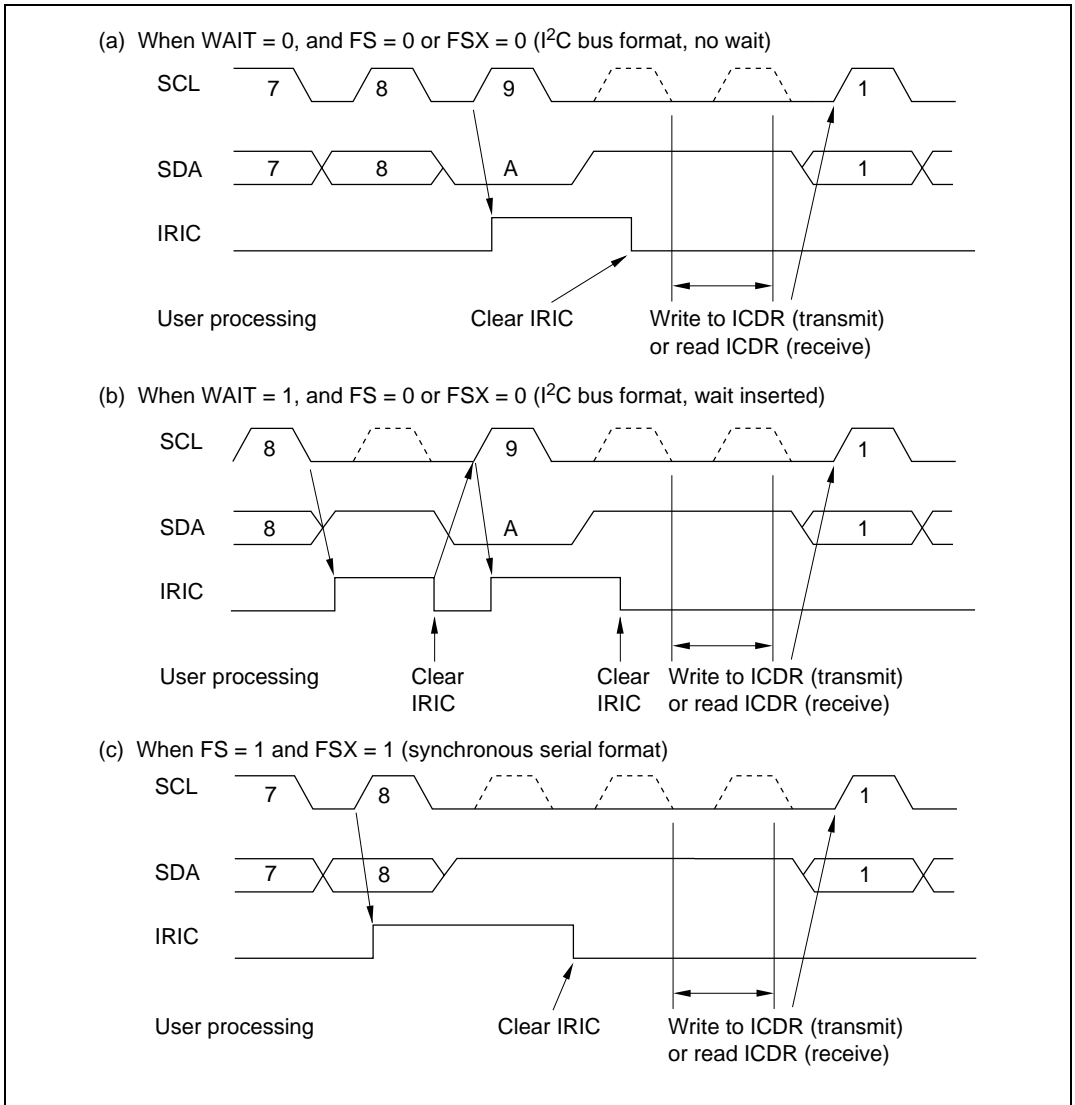 (a) When WAIT = 0, and FS = 0 or FSX = 0 (I²C bus format, no wait)
SCL 7 8 9 1
SDA 7 8 A 1
IRIC
User processing Clear IRIC Write to ICDR (transmit)
or read ICDR (receive)
(b) When WAIT = 1, and FS = 0 or FSX = 0 (I²C bus format, wait inserted)
SCL 8 9 1
SDA 8 A 1
IRIC
User processing Clear Clear Write to ICDR (transmit)
IRIC IRIC or read ICDR (receive)
(c) When FS = 1 and FSX = 1 (synchronous serial format)
SCL 7 8 1
SDA 7 8 1
IRIC
User processing Clear IRIC Write to ICDR (transmit)
or read ICDR (receive)